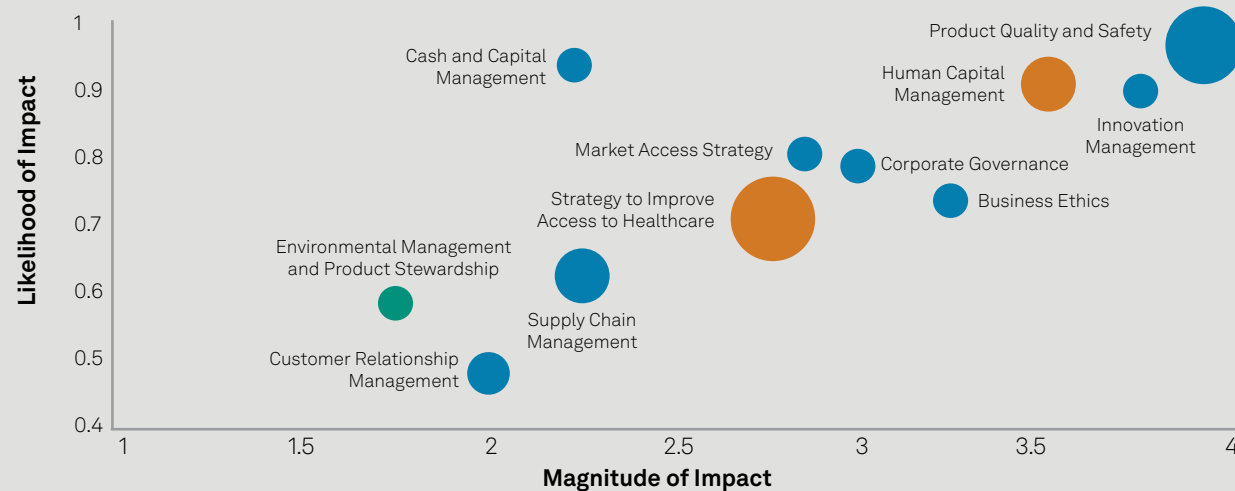 1
0.9
0.8
0.7
0.6
0.5
0.4
Likelihood of Impact
Cash and Capital
Management
Product Quality and Safety
Human Capital
Management
Innovation
Management
Market Access Strategy
Corporate Governance
Strategy to Improve
Access to Healthcare
Business Ethics
Environmental Management
and Product Stewardship
Supply Chain
Management
Customer Relationship
Management
1
1.5
2
2.5
3
3.5
4
Magnitude of Impact